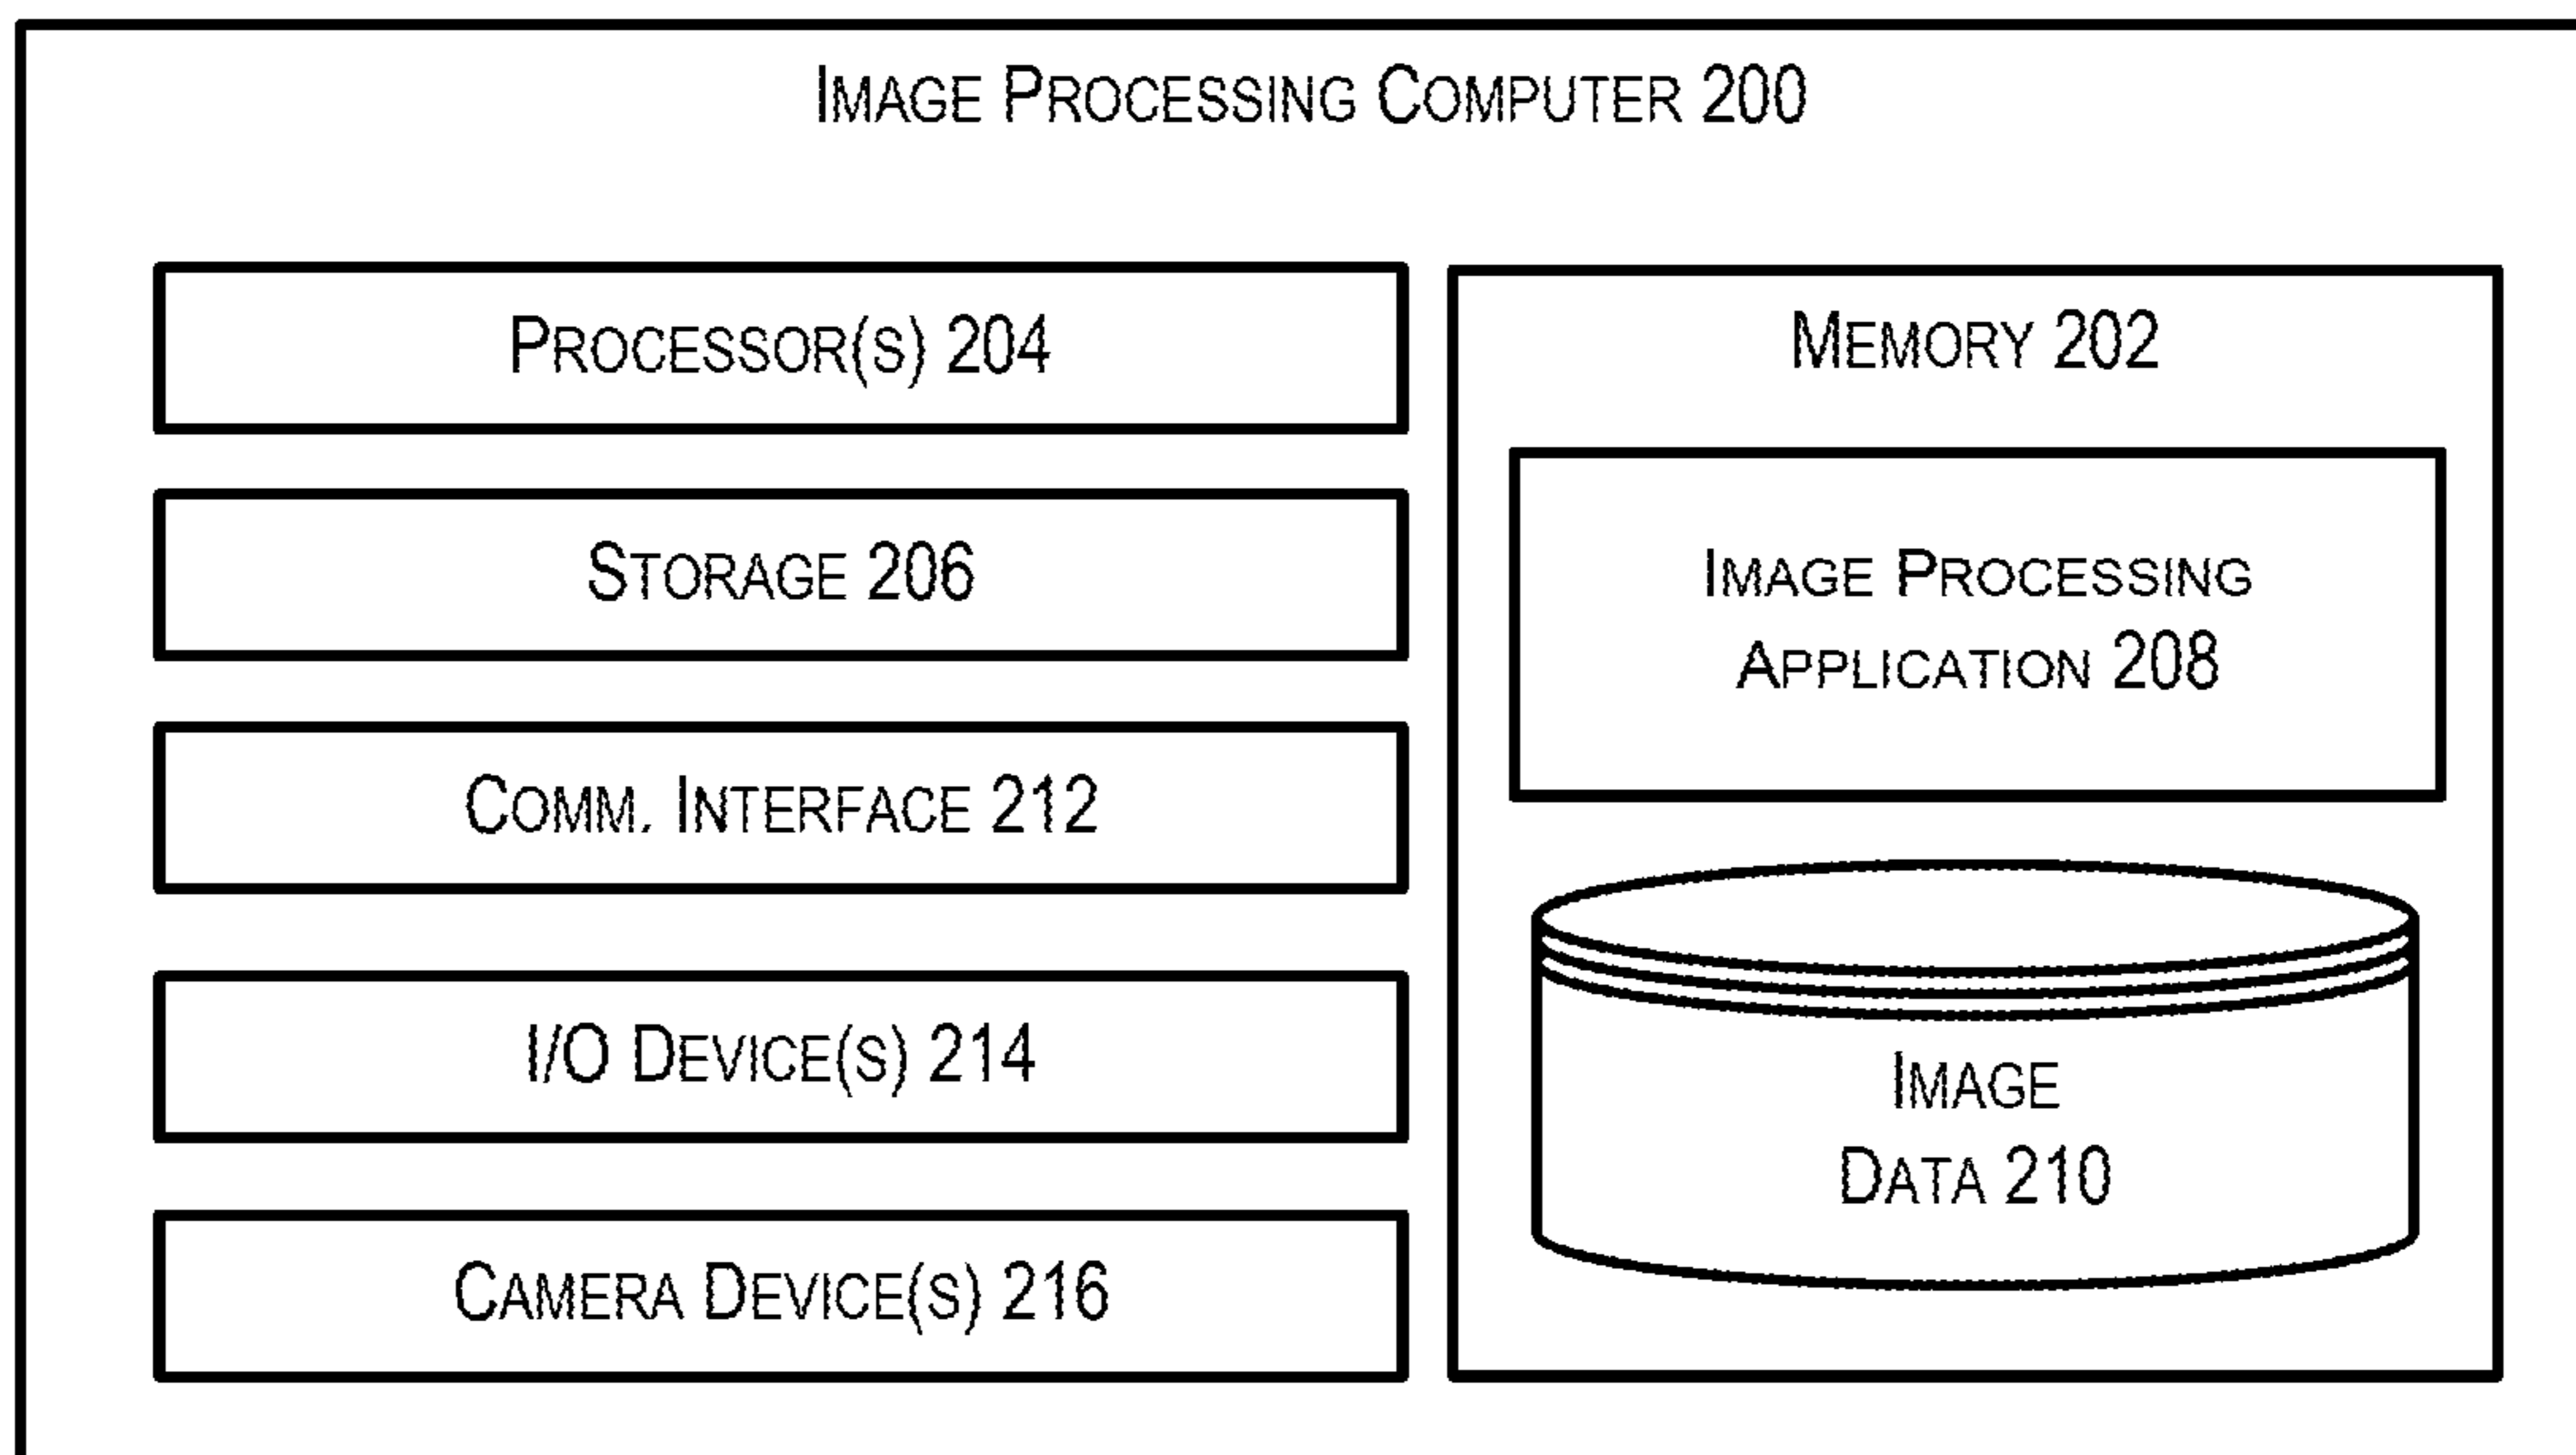 IMAGE PROCESSING COMPUTER 200
PROCESSOR(S) 204
STORAGE 206
COMM. INTERFACE 212
I/O DEVICE(S) 214
CAMERA DEVICE(S) 216
MEMORY 202
IMAGE PROCESSING
APPLICATION 208
IMAGE
DATA 210